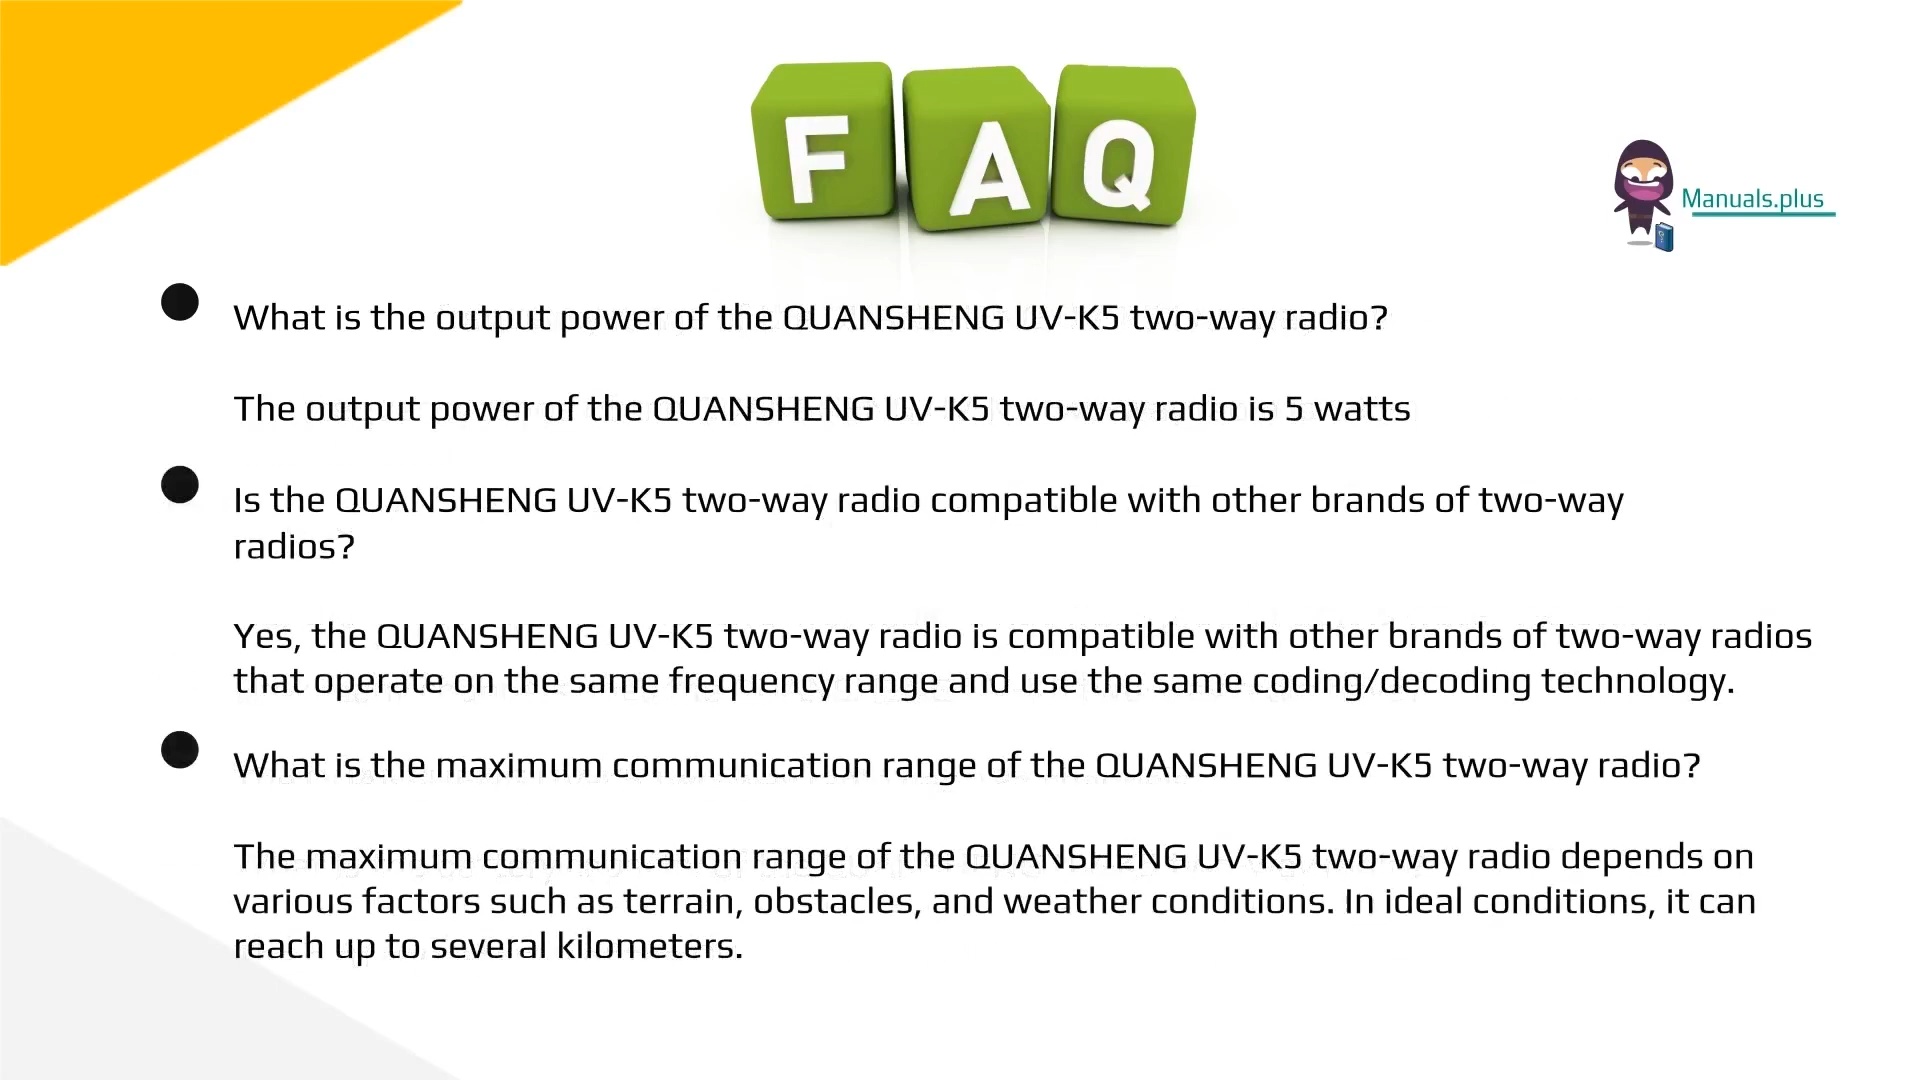 FAQ
Manuals.plus
What is the output power of the QUANSHENG UV-K5 two-way radio?
The output power of the QUANSHENG UV-K5 two-way radio is 5 watts
Is the QUANSHENG UV-K5 two-way radio compatible with other brands of two-way
radios?
Yes, the QUANSHENG UV-K5 two-way radio is compatible with other brands of two-way radios
that operate on the same frequency range and use the same coding/decoding technology.
What is the maximum communication range of the QUANSHENG UV-K5 two-way radio?
The maximum communication range of the QUANSHENG UV-K5 two-way radio depends on
various factors such as terrain, obstacles, and weather conditions. In ideal conditions, it can
reach up to several kilometers.